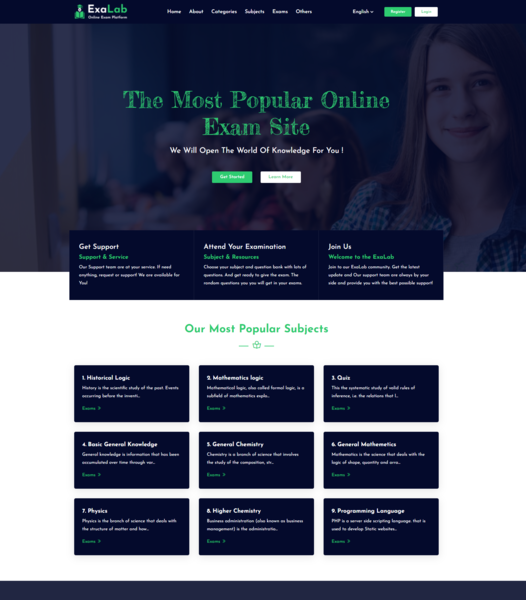 ExaLab
Online Exam Platform
Home About Categories Subjects Exams Others
English
Register
Login
The Most Popular Online
Exam Site
We Will Open The World Of Knowledge For You !
Get Started
Learn More
Get Support
Support & Service
Our Support team are at your service. If need
anything, request or support! We are available for
You!
Attend Your Examination
Subject & Resources
Choose your subject and question bank with lots of
questions. And get ready to give the exam. The
random questions you you will get in your exams.
Join Us
Welcome to the ExaLab
Join to our ExaLab community. Get the latest
update and Our support team are always by your
side and provide you with the best possible support!
Our Most Popular Subjects
1. Historical Logic
History is the scientific study of the past. Events
occurring before the inventi...
Exams
2. Mathematics logic
Mathematical logic, also called formal logic, is a
subfield of mathematics explo...
Exams
3. Quiz
This the systematic study of valid rules of
inference, i.e. the relations that l...
Exams
4. Basic General Knowledge
General knowledge is information that has been
accumulated over time through var...
Exams
5. General Chemistry
Chemistry is a branch of science that involves
the study of the composition, str...
Exams
6. General Mathemetics
Mathematics is the science that deals with the
logic of shape, quantity and arra...
Exams
7. Physics
Physics is the branch of science that deals with
the structure of matter and how...
Exams
8. Higher Chemistry
Business administration (also known as business
management) is the administratio...
Exams
9. Programming Language
PHP is a server side scripting language. that is
used to develop Static websites...
Exams